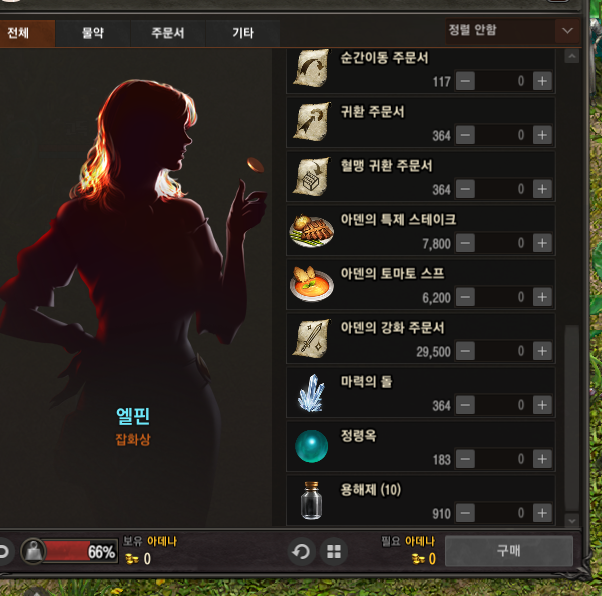 전체 물약 주문서 기타 정렬 안함
순간이동 주문서
117 0
귀환 주문서
364 0
혈맹 귀환 주문서
364 0
아덴의 특제 스테이크
7,800 0
아덴의 토마토 스프
6,200 0
아덴의 강화 주문서
29,500 0
마력의 돌
364 0
정령옥
183 0
용해제 (10)
910 0
엘핀
잡화상
66%
보유 아데나
0
필요 아데나
0
구매